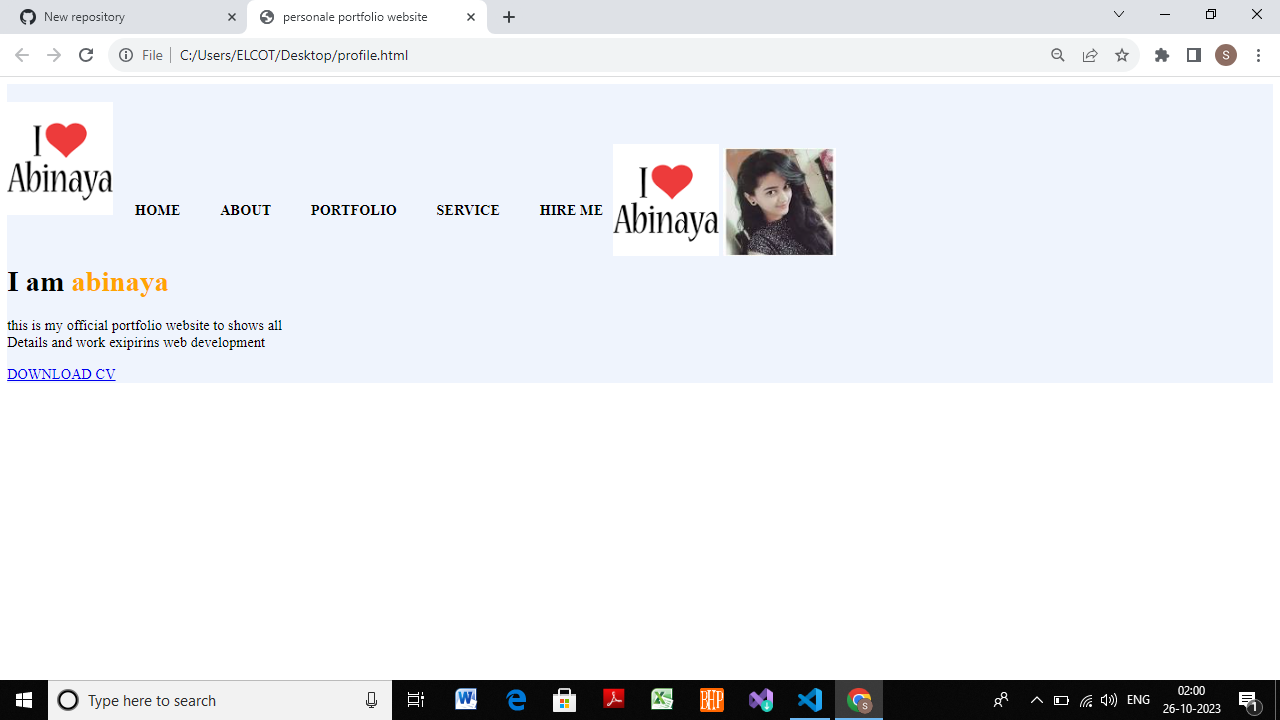 New repository
personale portfolio website
File
C:/Users/ELCOT/Desktop/profile.html
S
I
Abinaya
HOME ABOUT PORTFOLIO SERVICE HIRE ME
I
Abinaya
I am abinaya
this is my official portfolio website to shows all
Details and work exipirins web development
DOWNLOAD CV
Type here to search
ENG
02:00
26-10-2023
1